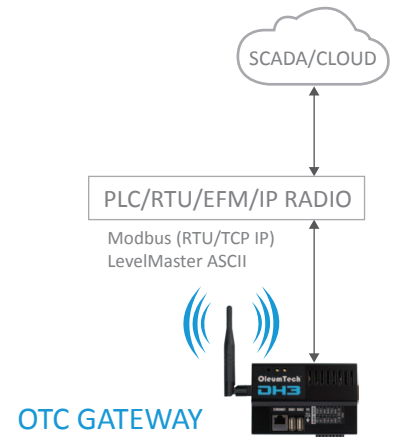 SCADA/CLOUD
PLC/RTU/EFM/IP RADIO
Modbus (RTU/TCP IP)
LevelMaster ASCII
OleumTech
DH3
OTC GATEWAY